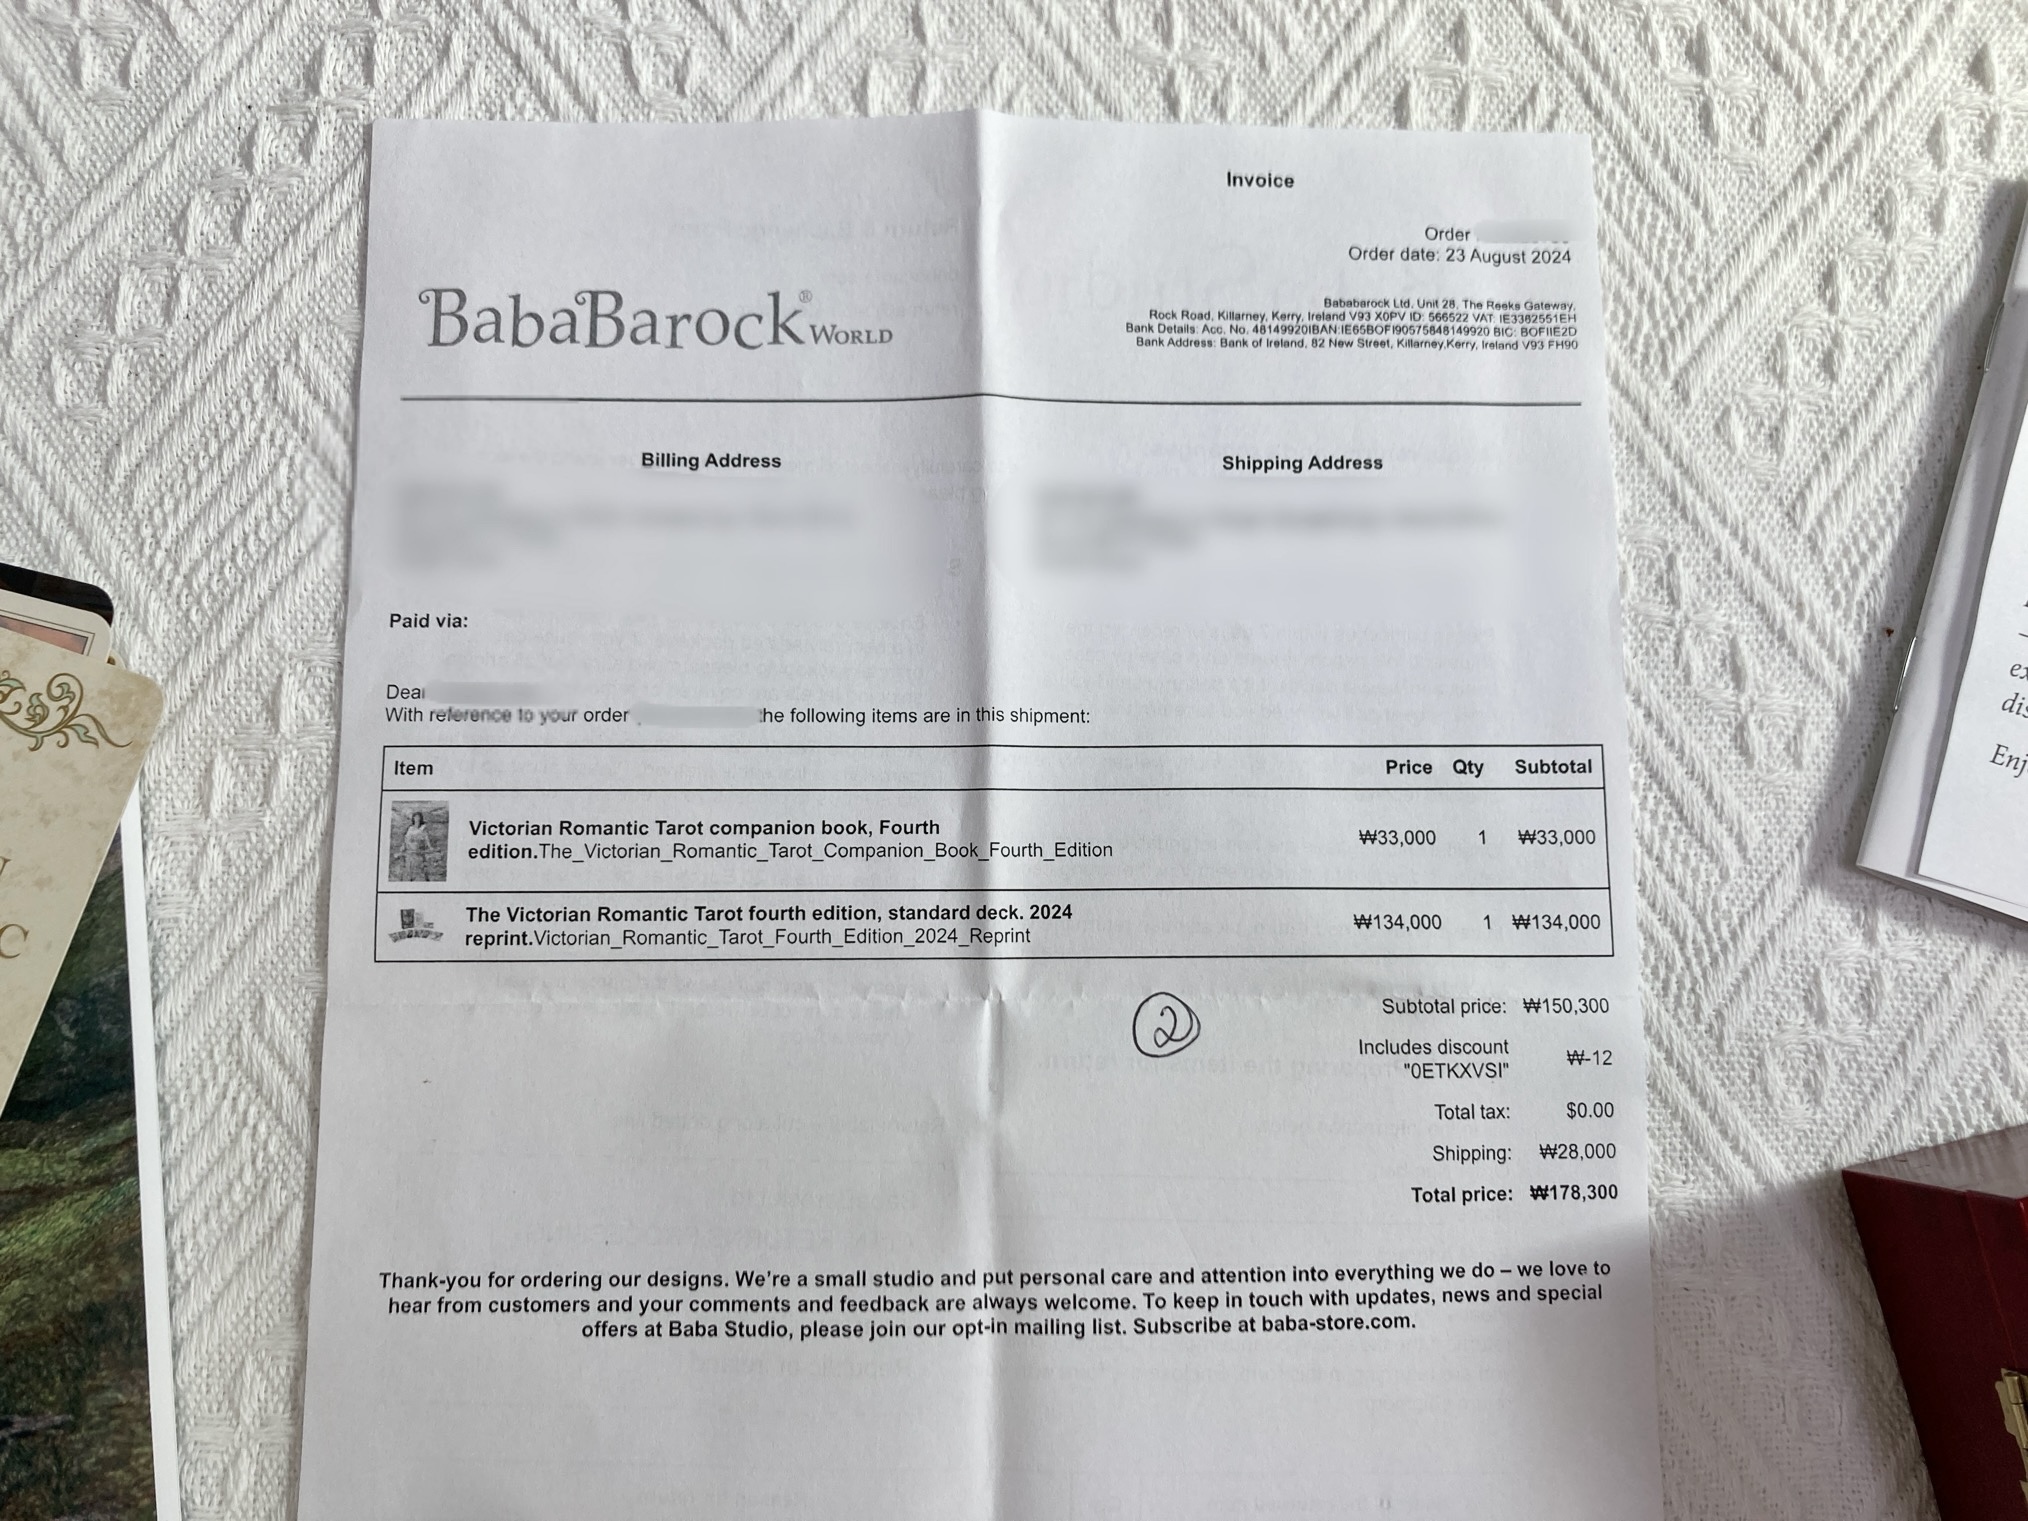 Invoice
Order
Order date: 23 August 2024
BabaBarock® World
Bababarock Ltd, Unit 28, The Reeks Gateway,
Rock Road, Killarney, Kerry, Ireland V93 X0PV ID: 566522 VAT: IE3362551EH
Bank Details: Acc. No. 48149920IBAN:IE65BOFI90575848149920 BIC: BOFIIE2D
Bank Address: Bank of Ireland, 82 New Street, Killarney,Kerry, Ireland V93 FH90
Billing Address
Shipping Address
Paid via:
Dear
With reference to your order the following items are in this shipment:
Item Price Qty Subtotal
Victorian Romantic Tarot companion book, Fourth
edition.The_Victorian_Romantic_Tarot_Companion_Book_Fourth_Edition
₩33,000 1 ₩33,000
The Victorian Romantic Tarot fourth edition, standard deck. 2024
reprint.Victorian_Romantic_Tarot_Fourth_Edition_2024_Reprint
₩134,000 1 ₩134,000
2
Subtotal price: ₩150,300
Includes discount
"0ETKXVSI"
₩-12
Total tax: $0.00
Shipping: ₩28,000
Total price: ₩178,300
Thank-you for ordering our designs. We're a small studio and put personal care and attention into everything we do – we love to
hear from customers and your comments and feedback are always welcome. To keep in touch with updates, news and special
offers at Baba Studio, please join our opt-in mailing list. Subscribe at baba-store.com.